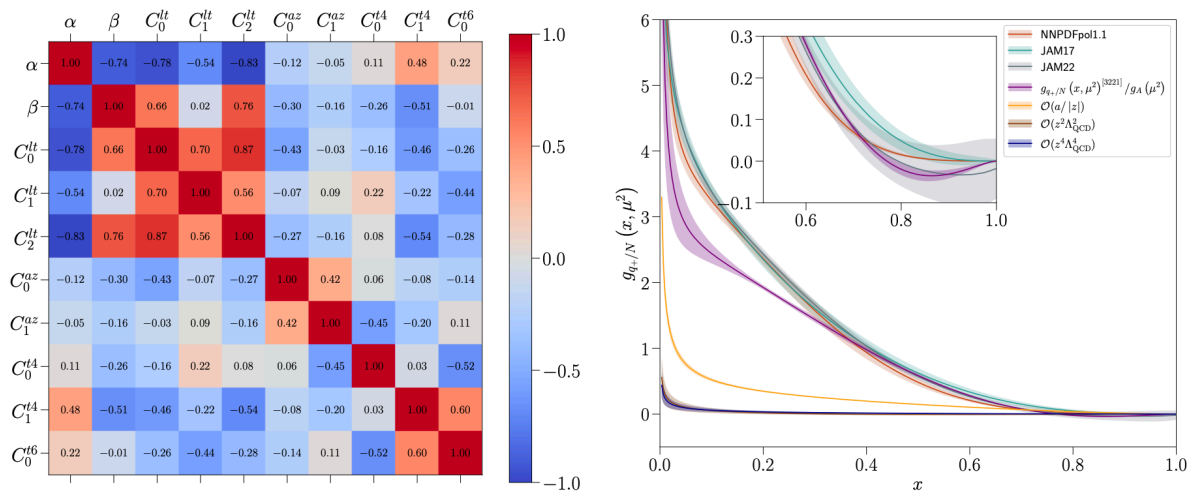 α β C_0^{lt} C_1^{lt} C_2^{lt} C_0^{az} C_1^{az} C_0^{t4} C_1^{t4} C_0^{t6}
α 1.00 −0.74 −0.78 −0.54 −0.83 −0.12 −0.05 0.11 0.48 0.22
β −0.74 1.00 0.66 0.02 0.76 −0.30 −0.16 −0.26 −0.51 −0.01
C_0^{lt} −0.78 0.66 1.00 0.70 0.87 −0.43 −0.03 −0.16 −0.46 −0.26
C_1^{lt} −0.54 0.02 0.70 1.00 0.56 −0.07 0.09 0.22 −0.22 −0.44
C_2^{lt} −0.83 0.76 0.87 0.56 1.00 −0.27 −0.16 0.08 −0.54 −0.28
C_0^{az} −0.12 −0.30 −0.43 −0.07 −0.27 1.00 0.42 0.06 −0.08 −0.14
C_1^{az} −0.05 −0.16 −0.03 0.09 −0.16 0.42 1.00 −0.45 −0.20 0.11
C_0^{t4} 0.11 −0.26 −0.16 0.22 0.08 0.06 −0.45 1.00 0.03 −0.52
C_1^{t4} 0.48 −0.51 −0.46 −0.22 −0.54 −0.08 −0.20 0.03 1.00 0.60
C_0^{t6} 0.22 −0.01 −0.26 −0.44 −0.28 −0.14 0.11 −0.52 0.60 1.00
1.0
0.5
0.0
−0.5
−1.0
g_{q_+/N} (x, μ²)
6
5
4
3
2
1
0
0.0 0.2 0.4 0.6 0.8 1.0
x
0.3
0.2
0.1
0.0
−0.1
0.6 0.8 1.0
NNPDFpol1.1
JAM17
JAM22
g_{q_+/N} (x, μ²)^{[3221]} / g_A (μ²)
O(a/ |z|)
O(z²Λ²_{QCD})
O(z⁴Λ⁴_{QCD})